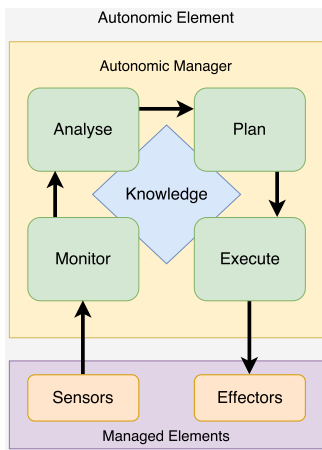 Autonomic Element
Autonomic Manager
Analyse
Plan
Knowledge
Monitor
Execute
Sensors
Effectors
Managed Elements